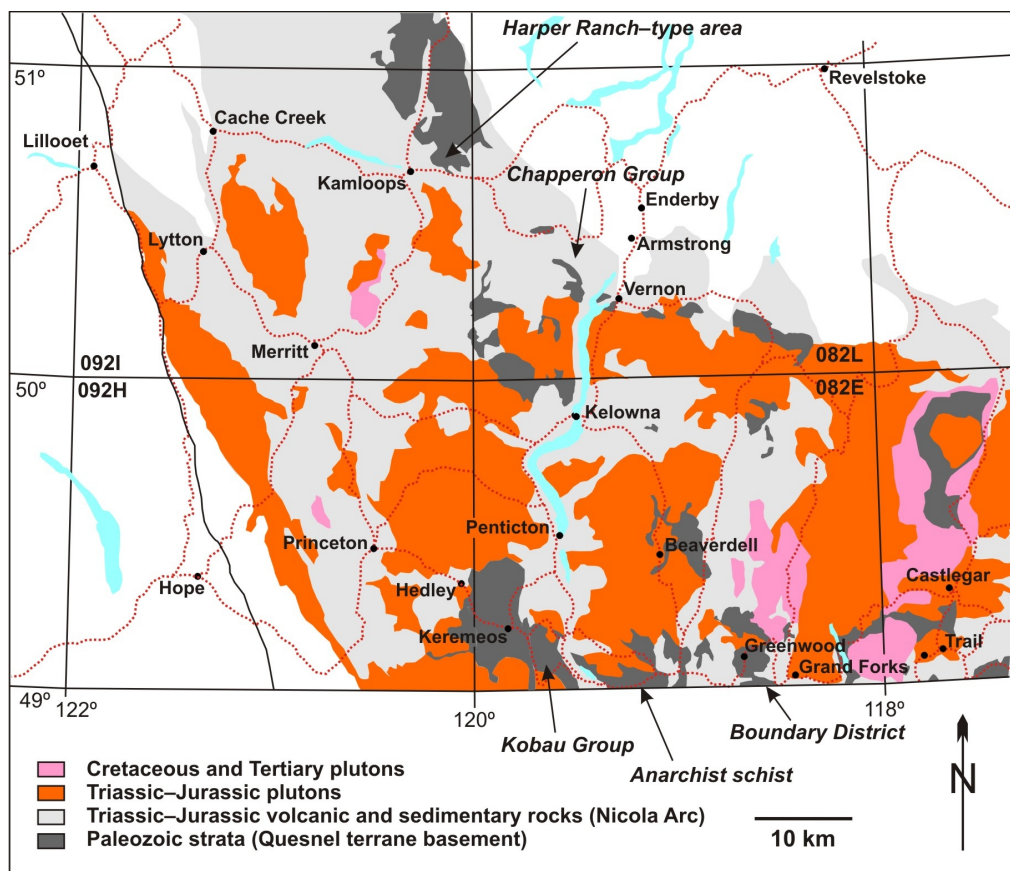 Harper Ranch–type area
51º
Revelstoke
Cache Creek
Lillooet
Kamloops
Chapperon Group
Enderby
Armstrong
Lytton
Vernon
Merritt
092I
082L
50º
092H
082E
Kelowna
Penticton
Princeton
Beaverdell
Hope
Hedley
Castlegar
Keremeos
Greenwood
Trail
Grand Forks
49º
122º
120º
118º
Kobau Group
Boundary District
Anarchist schist
N
Cretaceous and Tertiary plutons
Triassic–Jurassic plutons
Triassic–Jurassic volcanic and sedimentary rocks (Nicola Arc)
Paleozoic strata (Quesnel terrane basement)
10 km